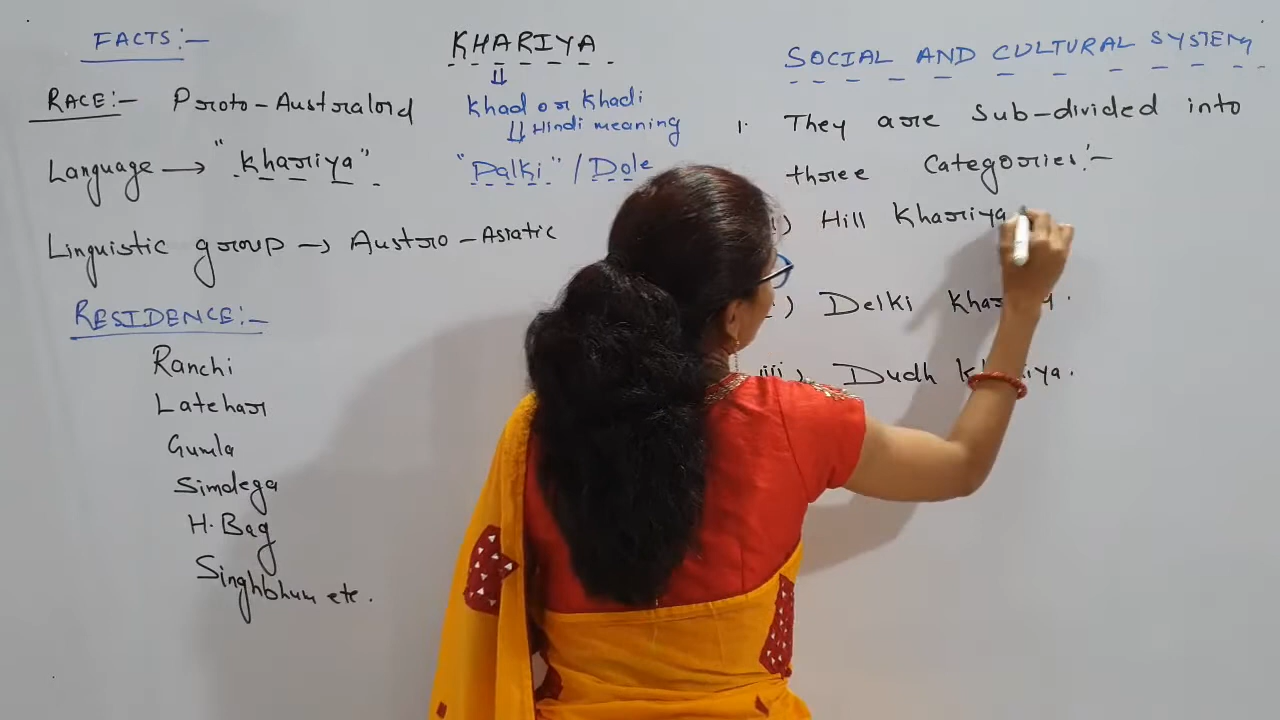 FACTS:-
RACE:- Proto-Australoid
Language → "Khariya"
Linguistic group → Austro-Asiatic
RESIDENCE:-
Ranchi
Latehar
Gumla
Simdega
H.Bag
Singhbhum etc.
KHARIYA
⇓
Khad or Khadi
⇓ Hindi meaning
"Palki" / Dole
SOCIAL AND CULTURAL SYSTEM
1. They are Sub-divided into
three Categories:-
i) Hill Khariya
) Delki
iii) Dudh